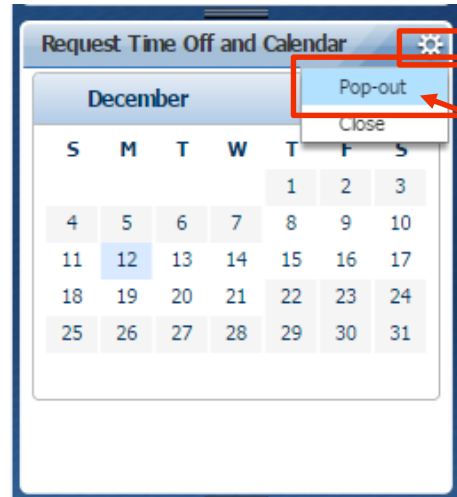 Request Time Off and Calendar
Pop-out
December
Close
S M T W T F S
1 2 3
4 5 6 7 8 9 10
11 12 13 14 15 16 17
18 19 20 21 22 23 24
25 26 27 28 29 30 31